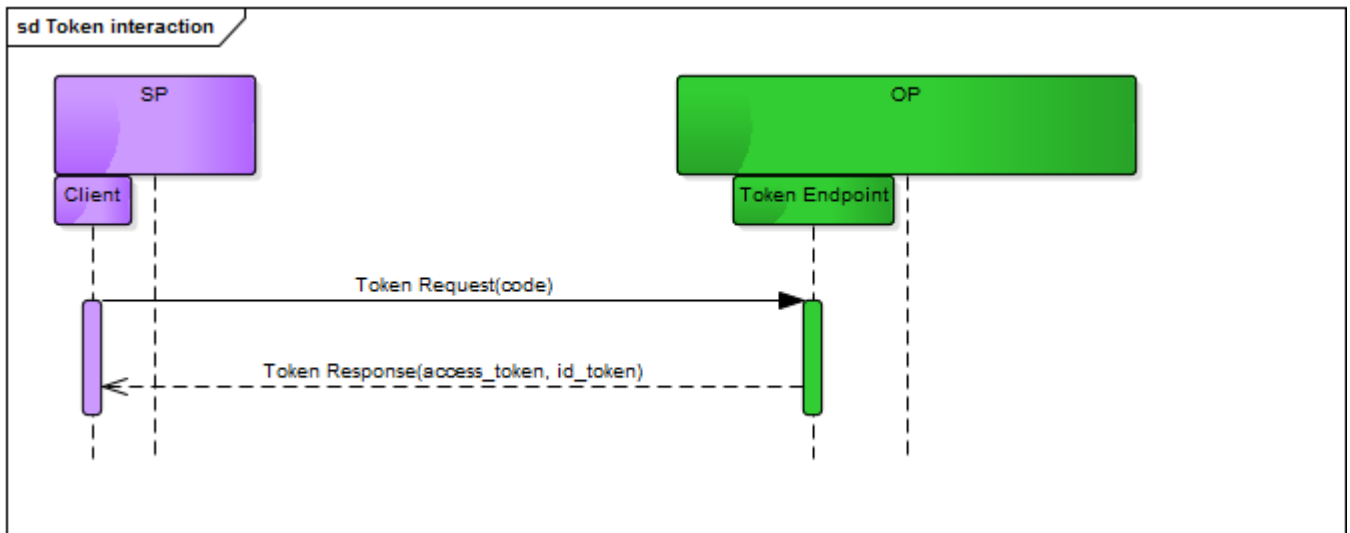 sd Token interaction
SP
OP
Client
Token Endpoint
Token Request(code)
Token Response(access_token, id_token)